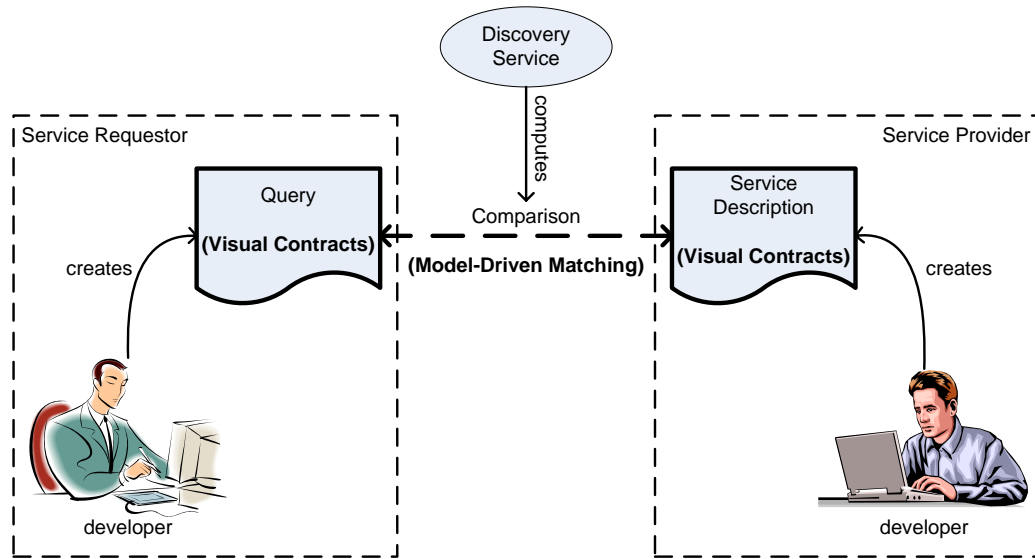 Discovery
Service
computes
Service Requestor
Service Provider
Query
(Visual Contracts)
Comparison
(Model-Driven Matching)
Service
Description
(Visual Contracts)
creates
creates
developer
developer